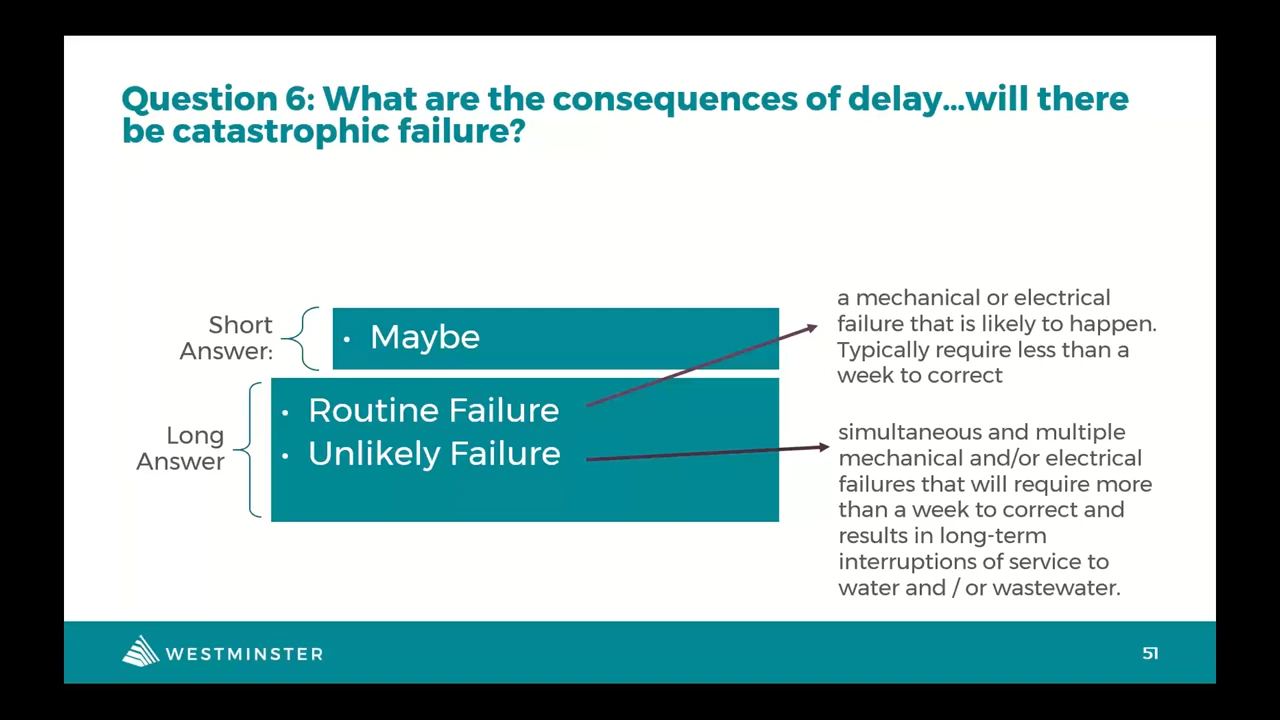 Question 6: What are the consequences of delay...will there
be catastrophic failure?
Short
Answer:
• Maybe
Long
Answer
• Routine Failure
• Unlikely Failure
a mechanical or electrical
failure that is likely to happen.
Typically require less than a
week to correct
simultaneous and multiple
mechanical and/or electrical
failures that will require more
than a week to correct and
results in long-term
interruptions of service to
water and / or wastewater.
WESTMINSTER
51